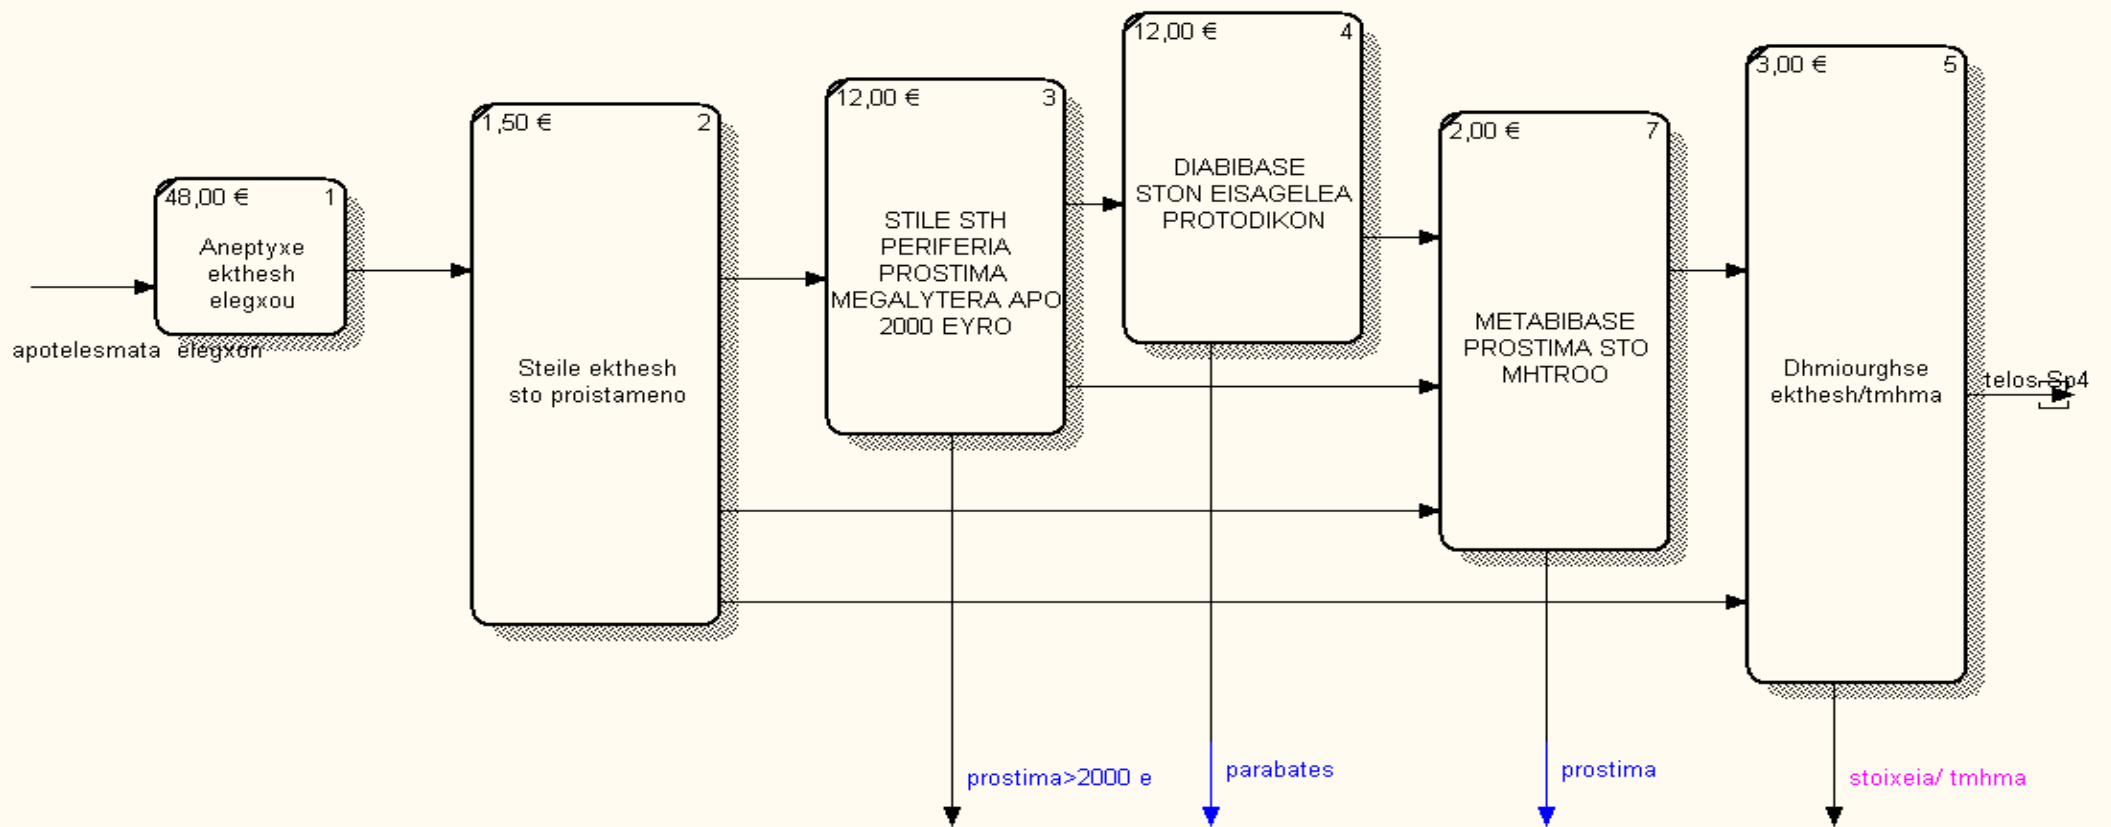 48,00 € 1
Aneptyxe
ekthesh
elegxou
apotelesmata elegxon
1,50 € 2
Steile ekthesh
sto proistameno
12,00 € 3
STILE STH
PERIFERIA
PROSTIMA
MEGALYTERA APO
2000 EYRO
12,00 € 4
DIABIBASE
STON EISAGELEA
PROTODIKON
2,00 € 7
METABIBASE
PROSTIMA STO
MHTROO
3,00 € 5
Dhmiourghse
ekthesh/tmhma
telos Sp4
prostima>2000 e
parabates
prostima
stoixeia/ tmhma